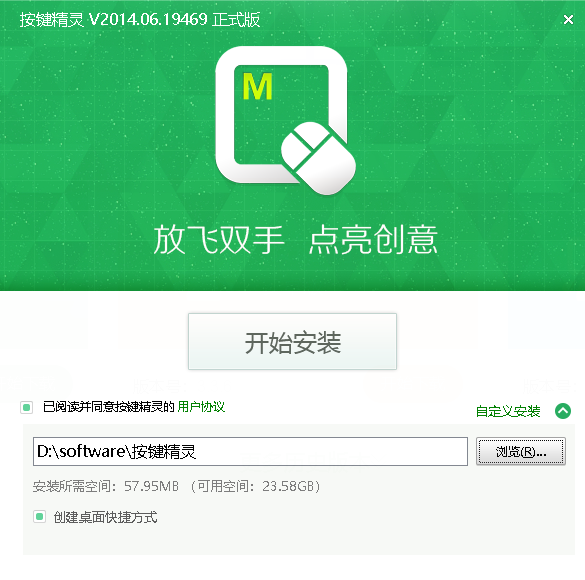 按键精灵 V2014.06.19469 正式版
M
放飞双手 点亮创意
开始安装
已阅读并同意按键精灵的 用户协议
自定义安装
D:\software\按键精灵
浏览(R)...
安装所需空间：57.95MB （可用空间：23.58GB）
创建桌面快捷方式